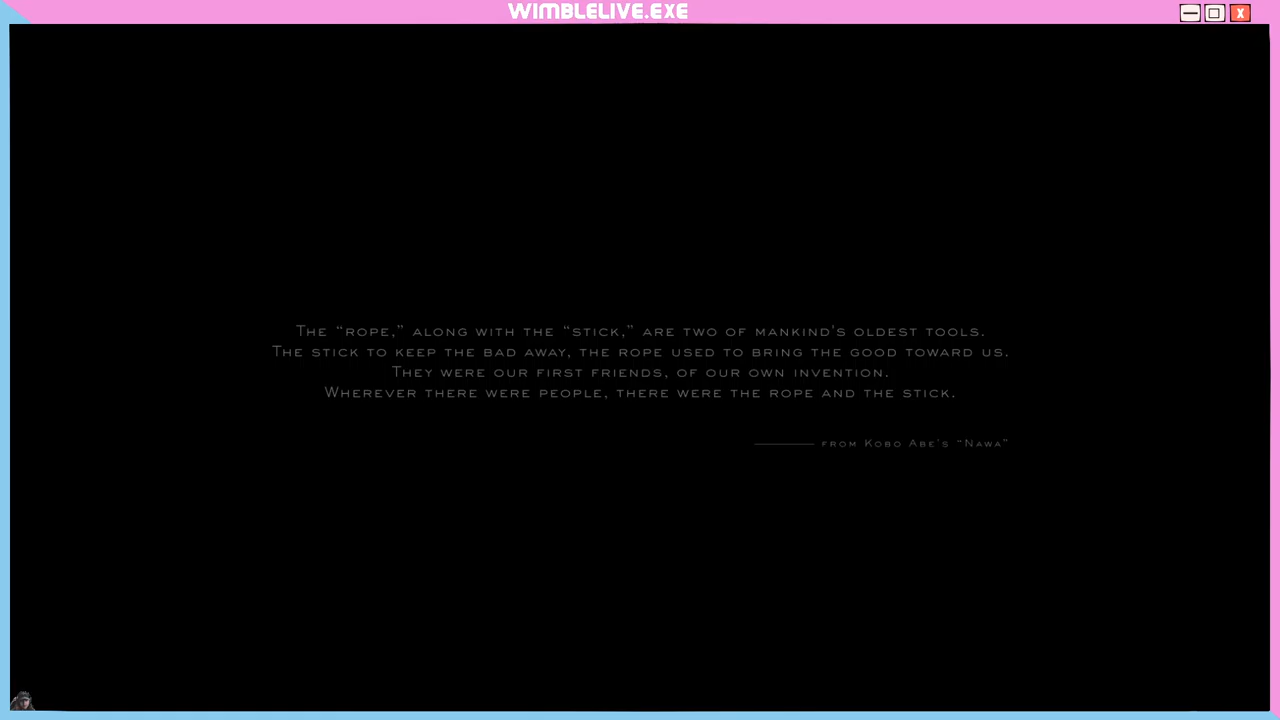 WIMBLELIVE.EXE
X
The “rope,” along with the “stick,” are two of mankind's oldest tools.
The stick to keep the bad away, the rope used to bring the good toward us.
They were our first friends, of our own invention.
Wherever there were people, there were the rope and the stick.
from Kobo Abe's “Nawa”